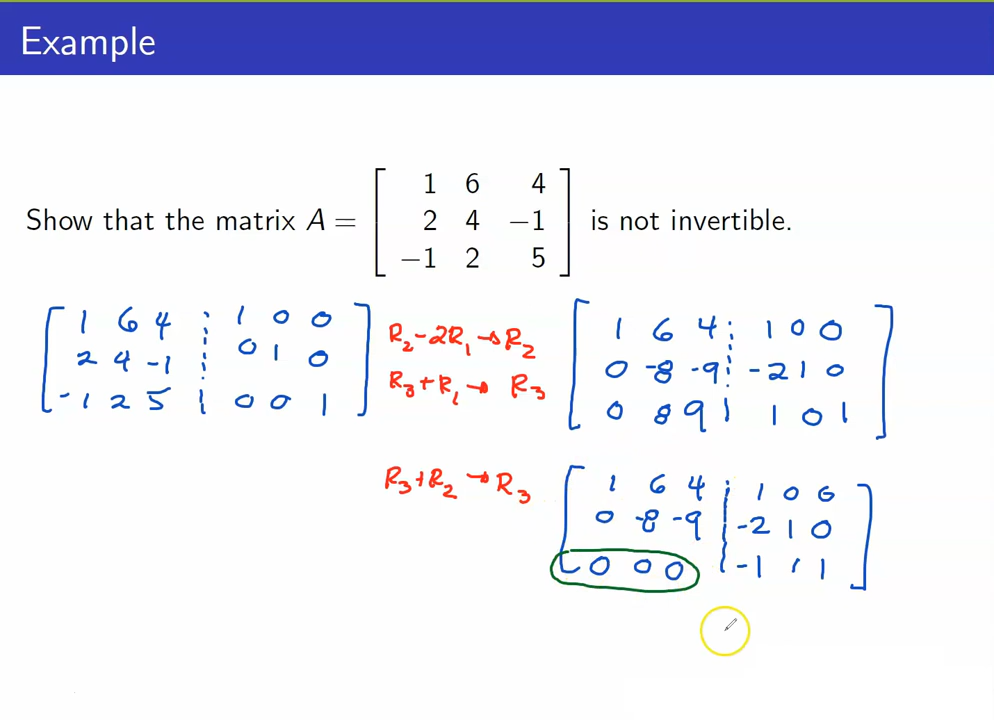 Example
1 6 4
Show that the matrix A = 2 4 −1 is not invertible.
−1 2 5
1 6 4 1 0 0
2 4 -1 0 1 0
-1 2 5 0 0 1
R₂-2R₁→R₂
R₃+R₁→R₃
1 6 4 1 0 0
0 -8 -9 -2 1 0
0 8 9 1 0 1
R₃+R₂→R₃
1 6 4 1 0 0
0 -8 -9 -2 1 0
0 0 0 -1 1 1